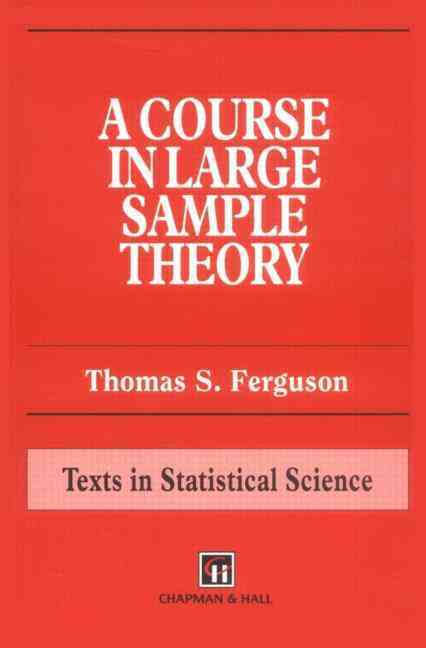 A COURSE
IN LARGE
SAMPLE
THEORY
Thomas S. Ferguson
Texts in Statistical Science
CHAPMAN & HALL